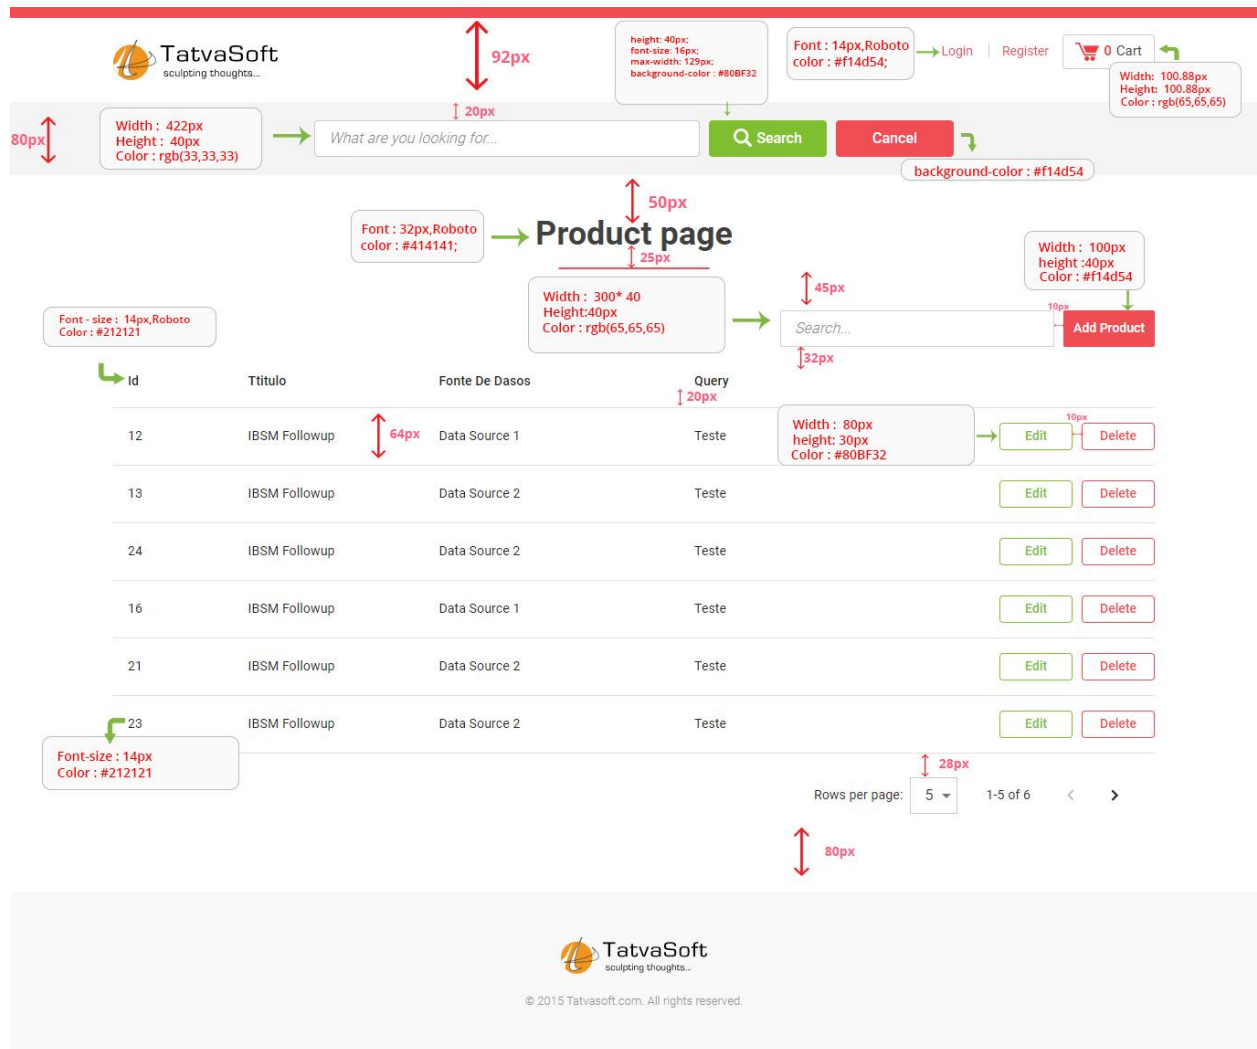 TatvaSoft
sculpting thoughts...
92px
height: 40px;
font-size: 16px;
max-width: 129px;
background-color : #80BF32
Font : 14px,Roboto
color : #f14d54;
Login | Register
0 Cart
Width: 100.88px
Height: 100.88px
Color : rgb(65,65,65)
20px
80px
Width : 422px
Height : 40px
Color : rgb(33,33,33)
What are you looking for...
Search
Cancel
background-color : #f14d54
50px
Font : 32px,Roboto
color : #414141;
Product page
25px
Width : 100px
height :40px
Color : #f14d54
Width : 300* 40
Height:40px
Color : rgb(65,65,65)
45px
10px
Search...
Add Product
32px
Font - size : 14px,Roboto
Color : #212121
Id Ttitulo Fonte De Dasos Query
20px
12 IBSM Followup 64px Data Source 1 Teste
Width : 80px
height: 30px
Color : #80BF32
10px
Edit Delete
13 IBSM Followup Data Source 2 Teste Edit Delete
24 IBSM Followup Data Source 2 Teste Edit Delete
16 IBSM Followup Data Source 1 Teste Edit Delete
21 IBSM Followup Data Source 2 Teste Edit Delete
23 IBSM Followup Data Source 2 Teste Edit Delete
Font-size : 14px
Color : #212121
28px
Rows per page: 5 1-5 of 6 < >
80px
TatvaSoft
sculpting thoughts...
© 2015 Tatvasoft.com. All rights reserved.